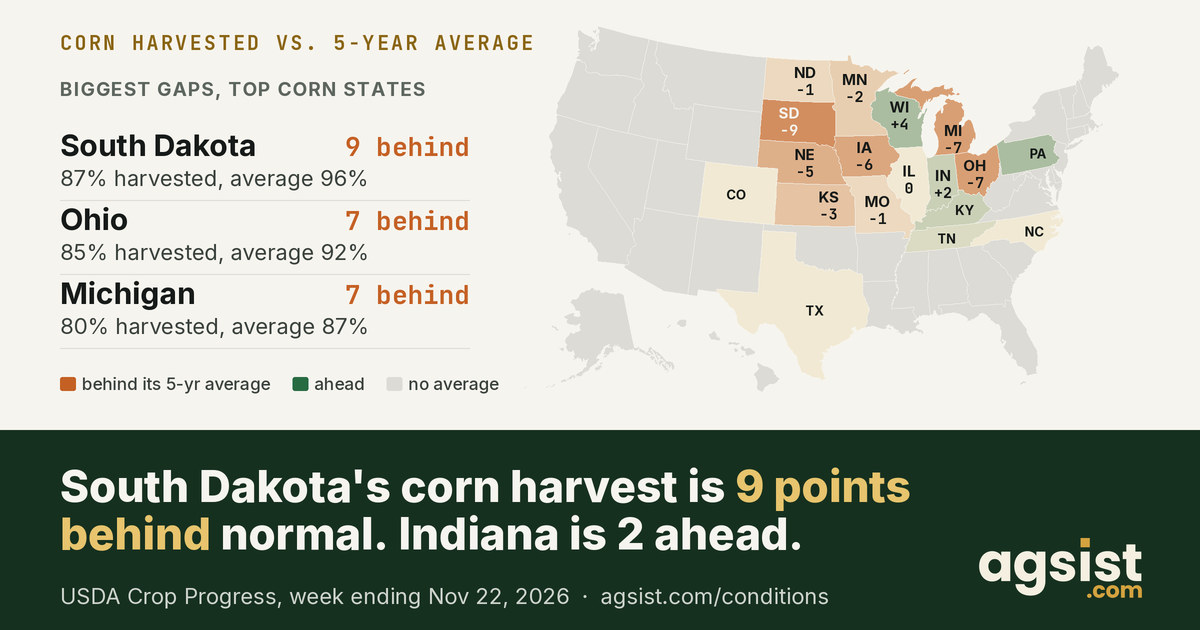 CORN HARVESTED VS. 5-YEAR AVERAGE
BIGGEST GAPS, TOP CORN STATES
South Dakota 9 behind
87% harvested, average 96%
Ohio 7 behind
85% harvested, average 92%
Michigan 7 behind
80% harvested, average 87%
behind its 5-yr average ahead no average
ND
-1
MN
-2
WI
+4
SD
-9
MI
-7
IA
-6
NE
-5
PA
IL
0
IN
+2
OH
-7
CO
KS
-3
MO
-1
KY
TN
NC
TX
South Dakota's corn harvest is 9 points
behind normal. Indiana is 2 ahead.
USDA Crop Progress, week ending Nov 22, 2026 · agsist.com/conditions
agsist
.com